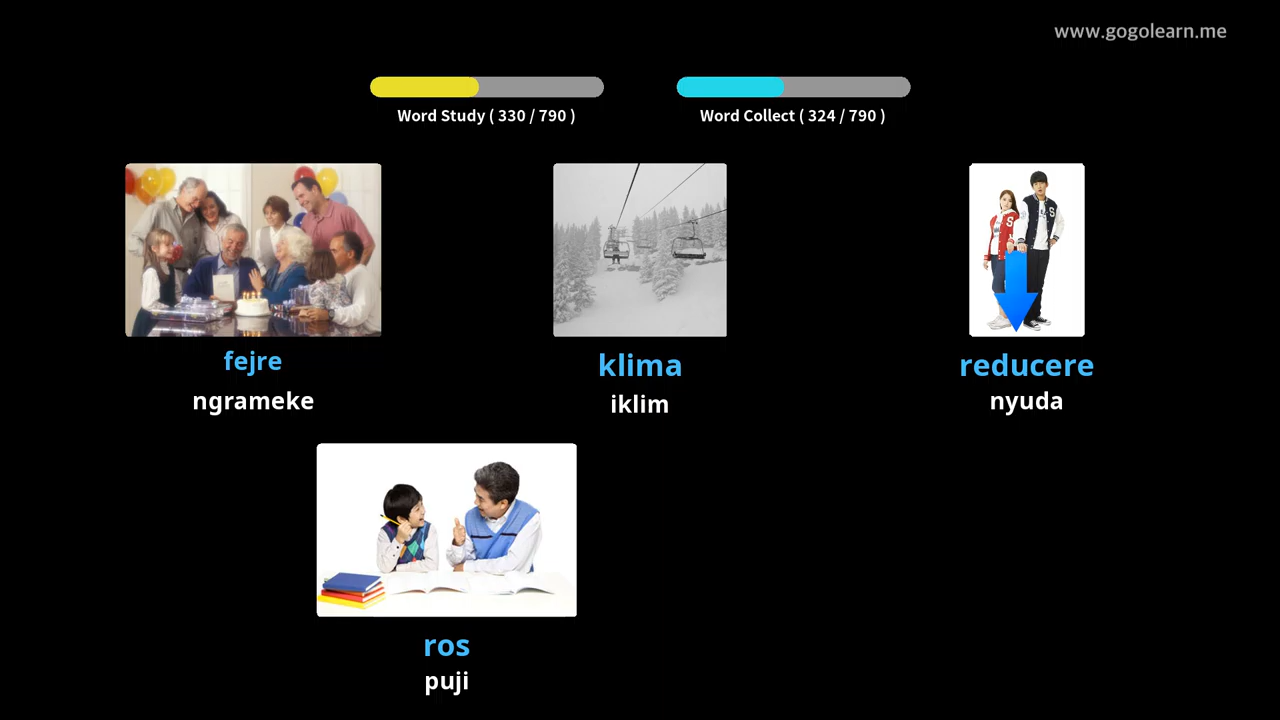 www.gogolearn.me
Word Study ( 330 / 790 )
Word Collect ( 324 / 790 )
fejre
ngrameke
klima
iklim
reducere
nyuda
ros
puji